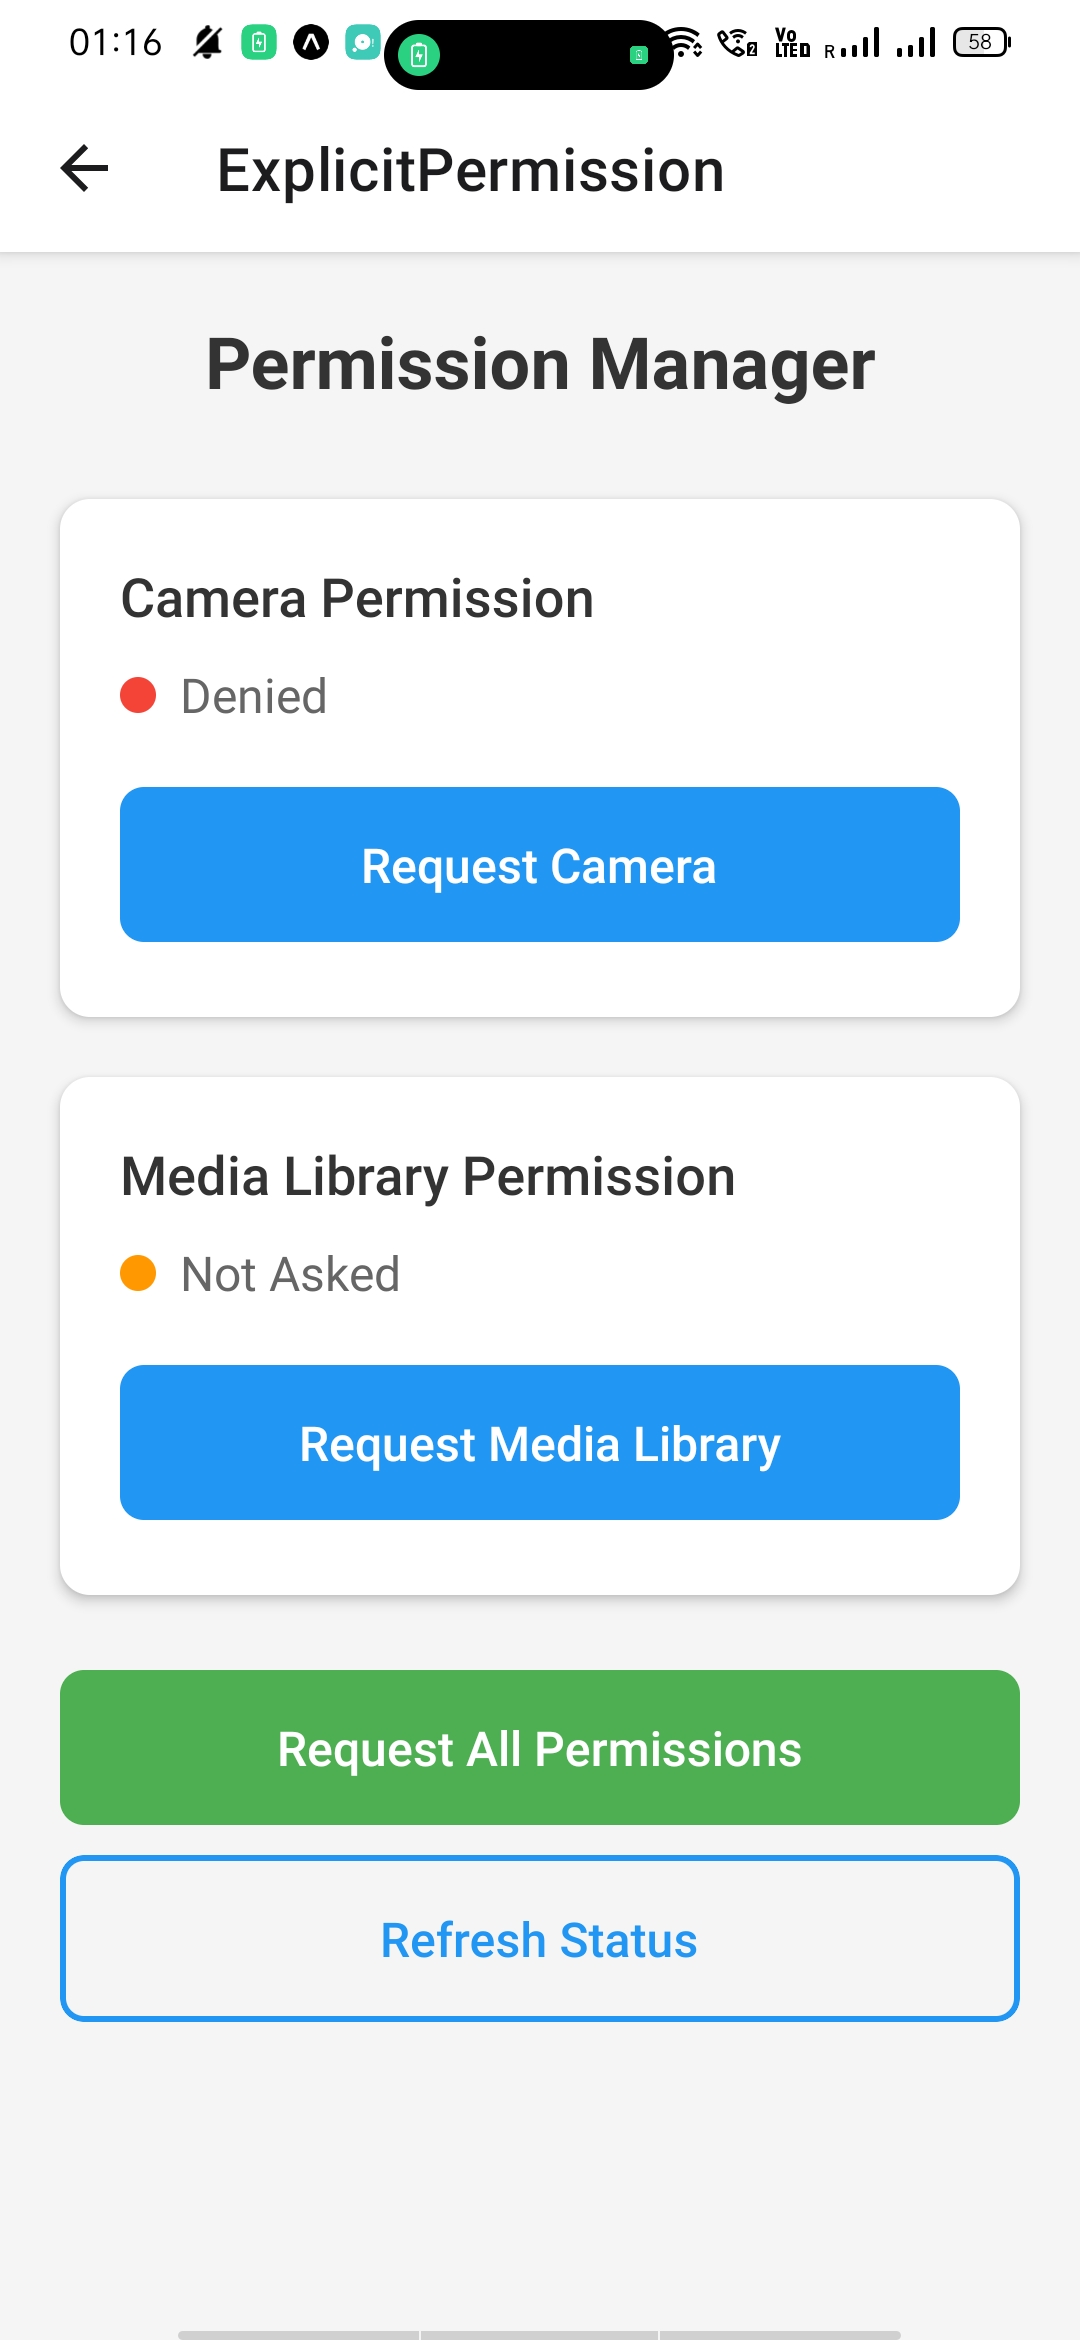 01:16
Vo
LTE D
R
58
2
ExplicitPermission
Permission Manager
Camera Permission
Denied
Request Camera
Media Library Permission
Not Asked
Request Media Library
Request All Permissions
Refresh Status